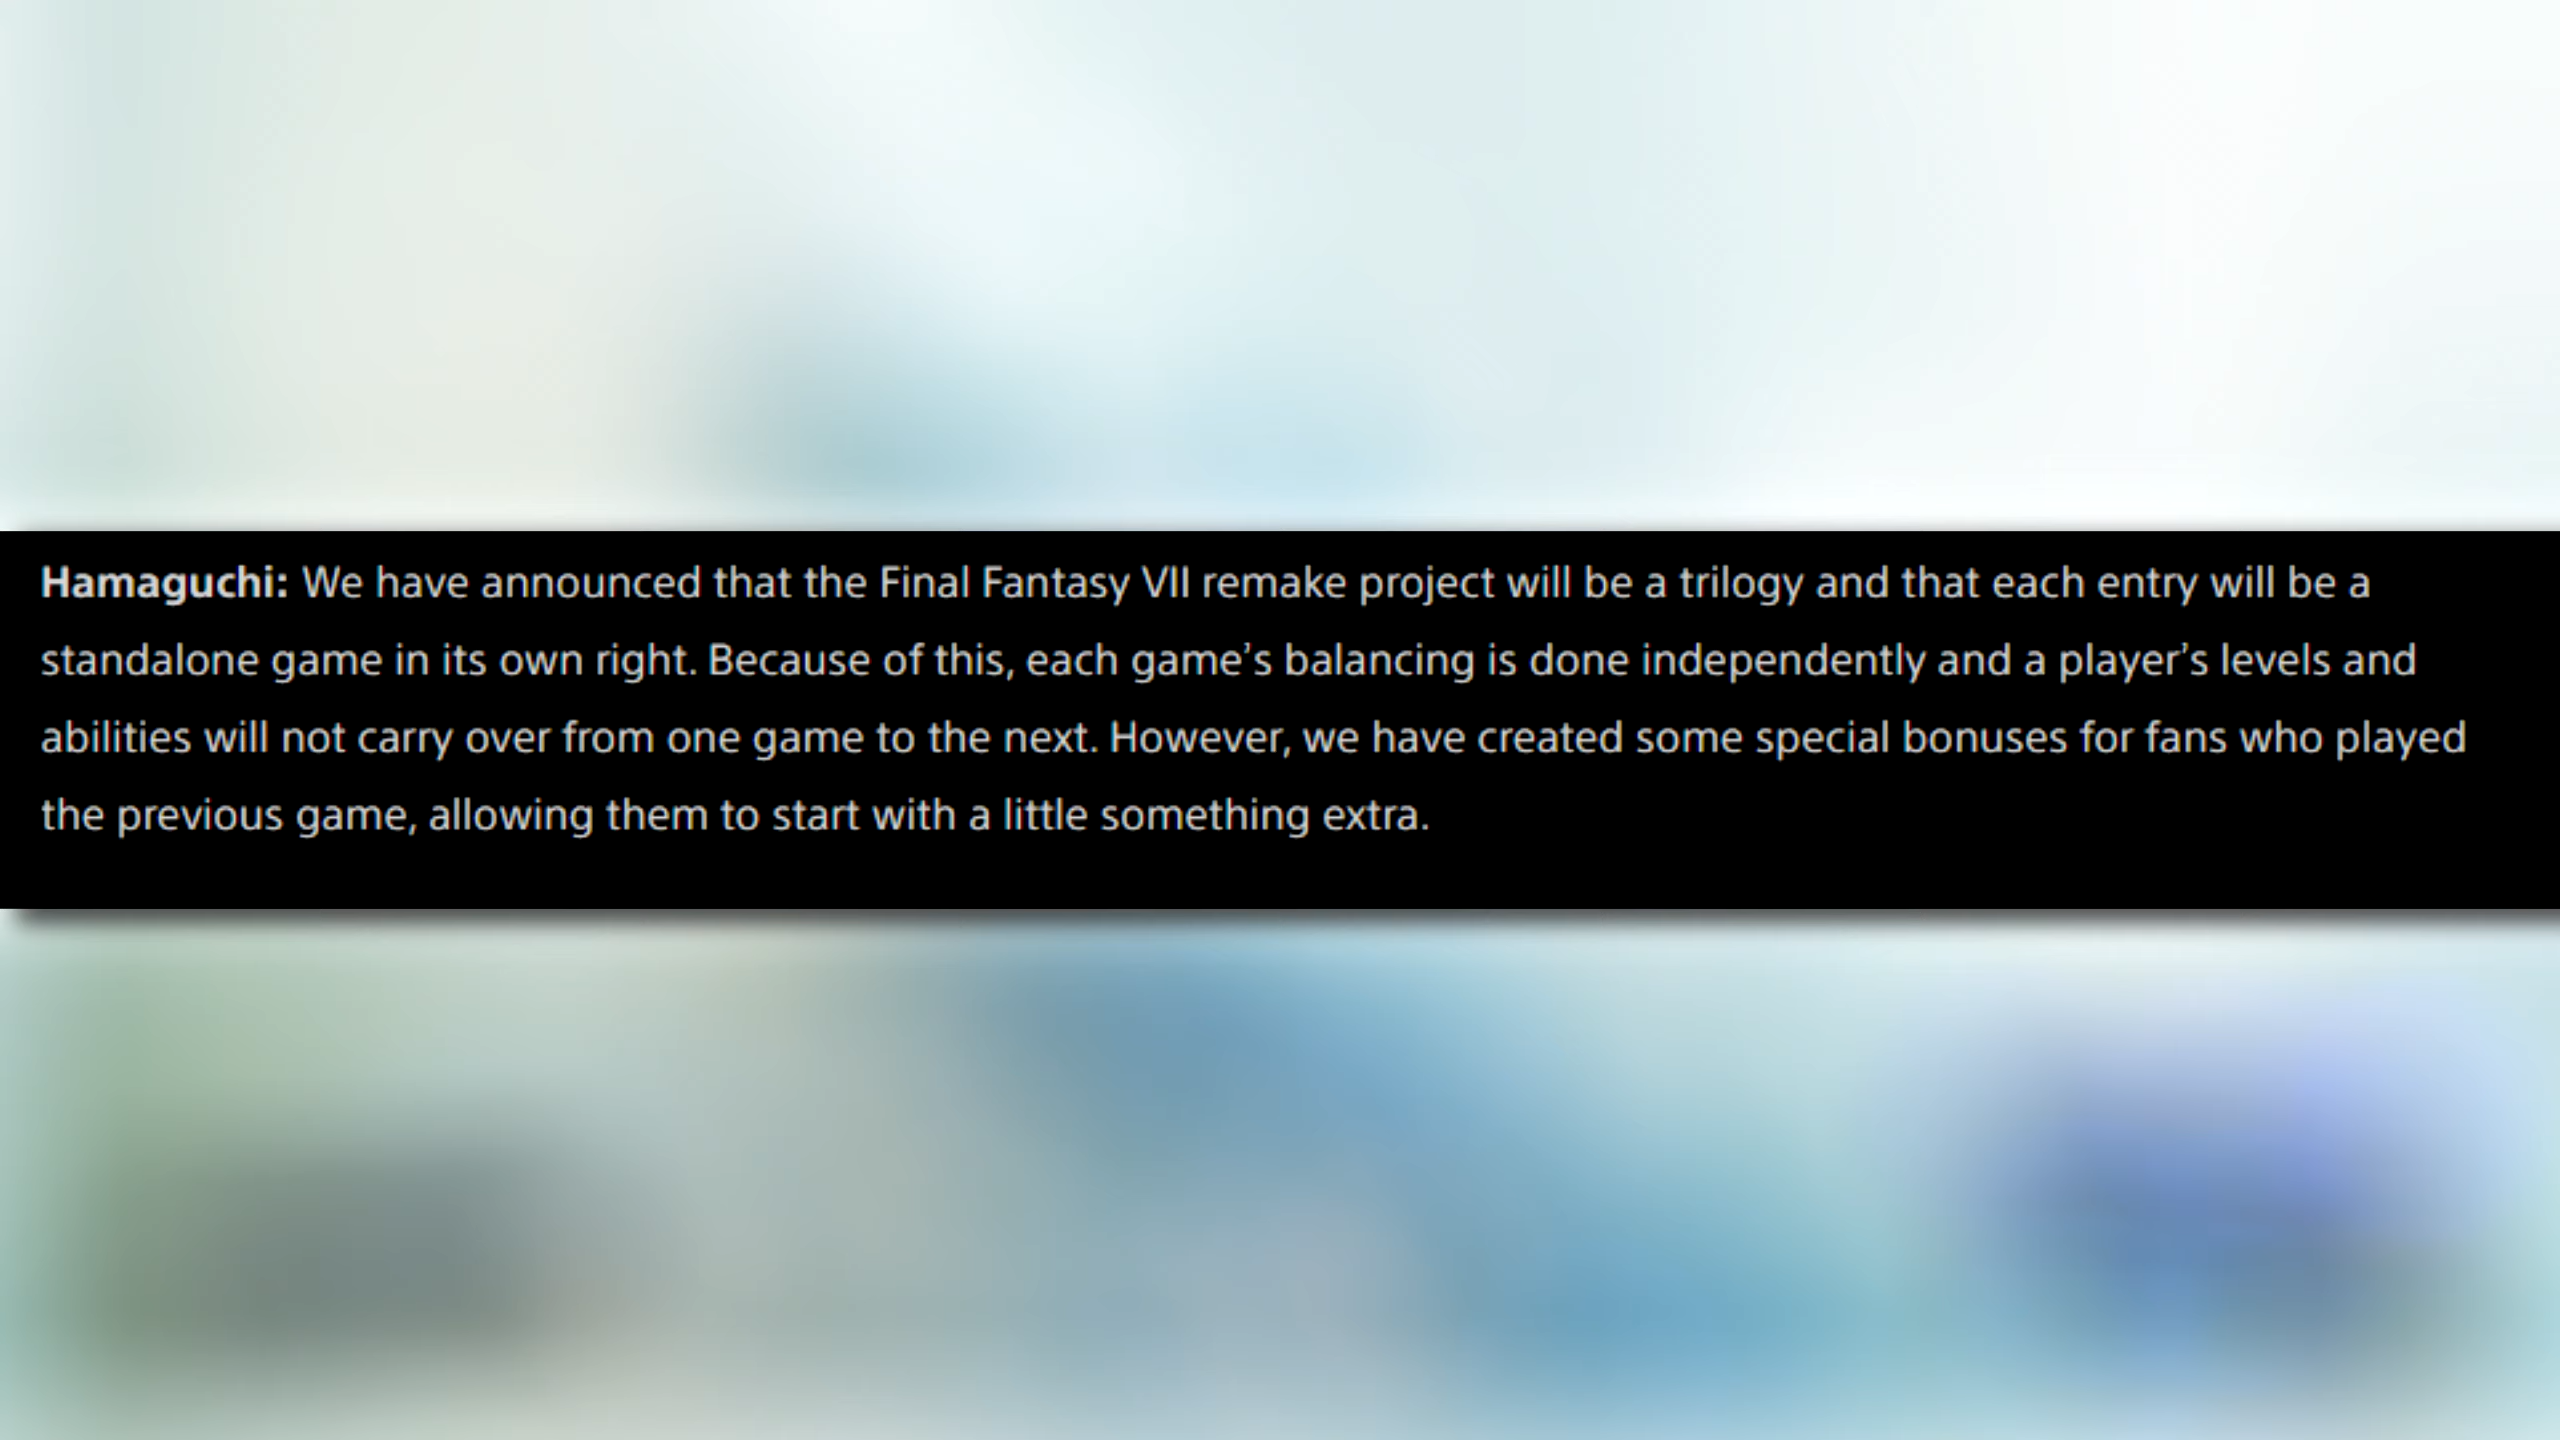 Hamaguchi: We have announced that the Final Fantasy VII remake project will be a trilogy and that each entry will be a
standalone game in its own right. Because of this, each game’s balancing is done independently and a player’s levels and
abilities will not carry over from one game to the next. However, we have created some special bonuses for fans who played
the previous game, allowing them to start with a little something extra.